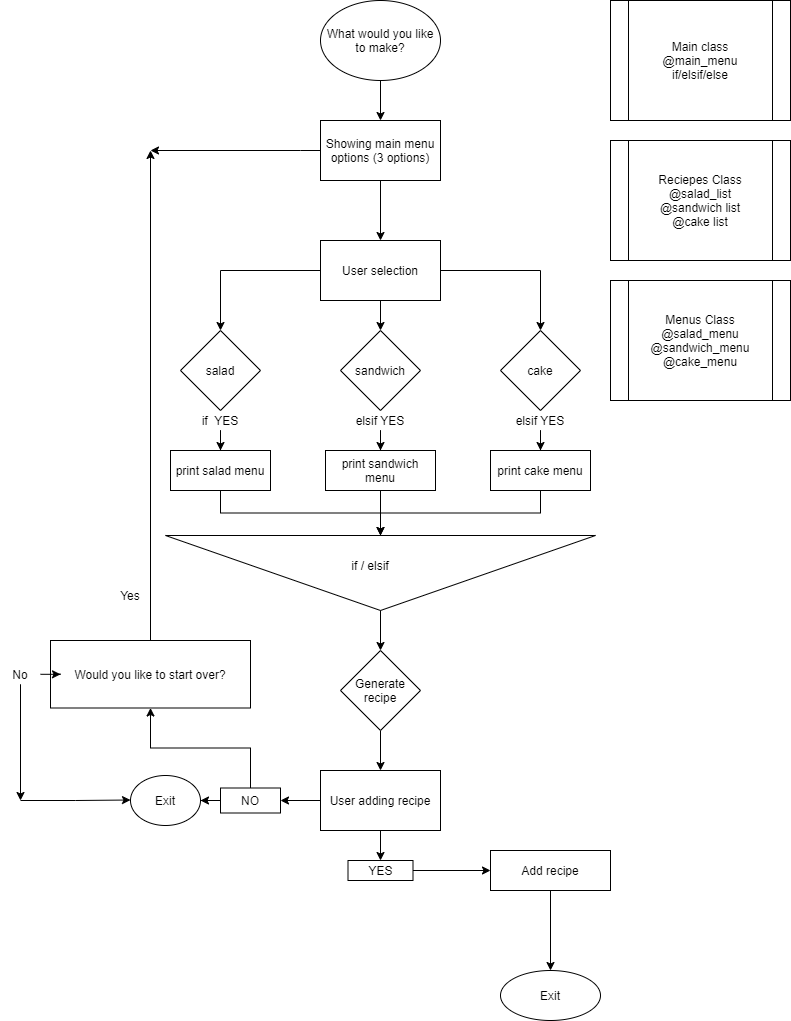 What would you like
to make?
Main class
@main_menu
if/elsif/else
Showing main menu
options (3 options)
Reciepes Class
@salad_list
@sandwich list
@cake list
User selection
Menus Class
@salad_menu
@sandwich_menu
@cake_menu
salad
sandwich
cake
if YES
elsif YES
elsif YES
print salad menu
print sandwich
menu
print cake menu
if / elsif
Yes
No
Would you like to start over?
Generate
recipe
Exit
NO
User adding recipe
YES
Add recipe
Exit